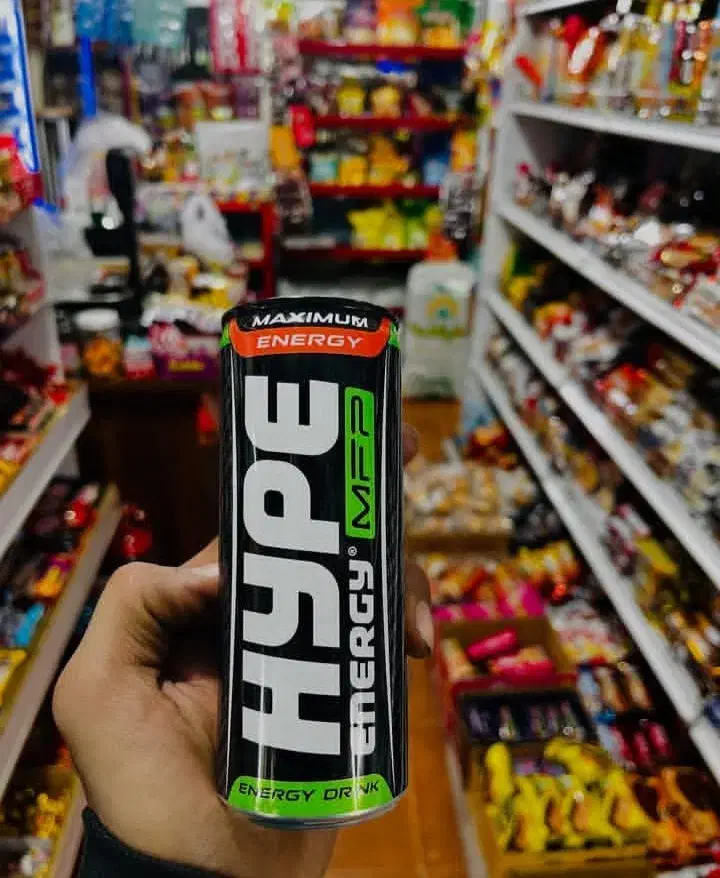 MAXIMUM
ENERGY
HYPE
MFP
ENERGY®
ENERGY DRINK